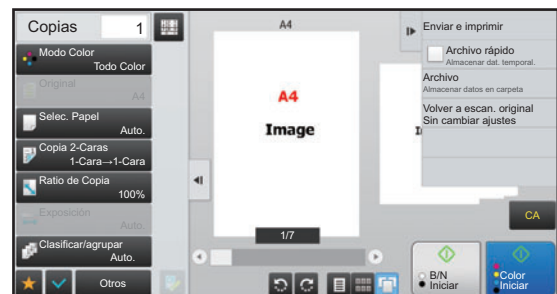 Copias
1
Modo Color
Todo Color
Original
A4
Selec. Papel
Auto.
Copia 2-Caras
1-Cara→1-Cara
Ratio de Copia
100%
Exposición
Auto.
Clasificar/agrupar
Auto.
Otros
A4
A4
Image
1/7
Enviar e imprimir
Archivo rápido
Almacenar dat. temporal.
Archivo
Almacenar datos en carpeta
Volver a escan. original
Sin cambiar ajustes
CA
B/N
Iniciar
Color
Iniciar